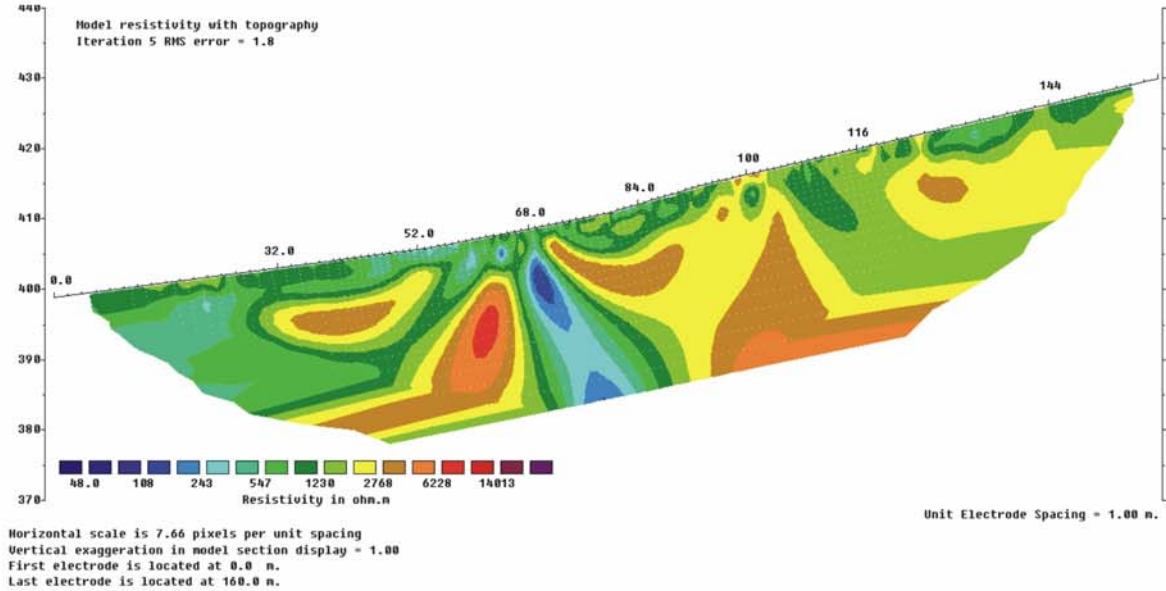 Model resistivity with topography
Iteration 5 RMS error = 1.8
440
430
420
410
400
390
380
370
0.0
32.0
52.0
68.0
84.0
100
116
144
48.0 108 243 547 1230 2768 6228 14013
Resistivity in ohm.m
Unit Electrode Spacing = 1.00 m.
Horizontal scale is 7.66 pixels per unit spacing
Vertical exaggeration in model section display = 1.00
First electrode is located at 0.0 m.
Last electrode is located at 160.0 m.